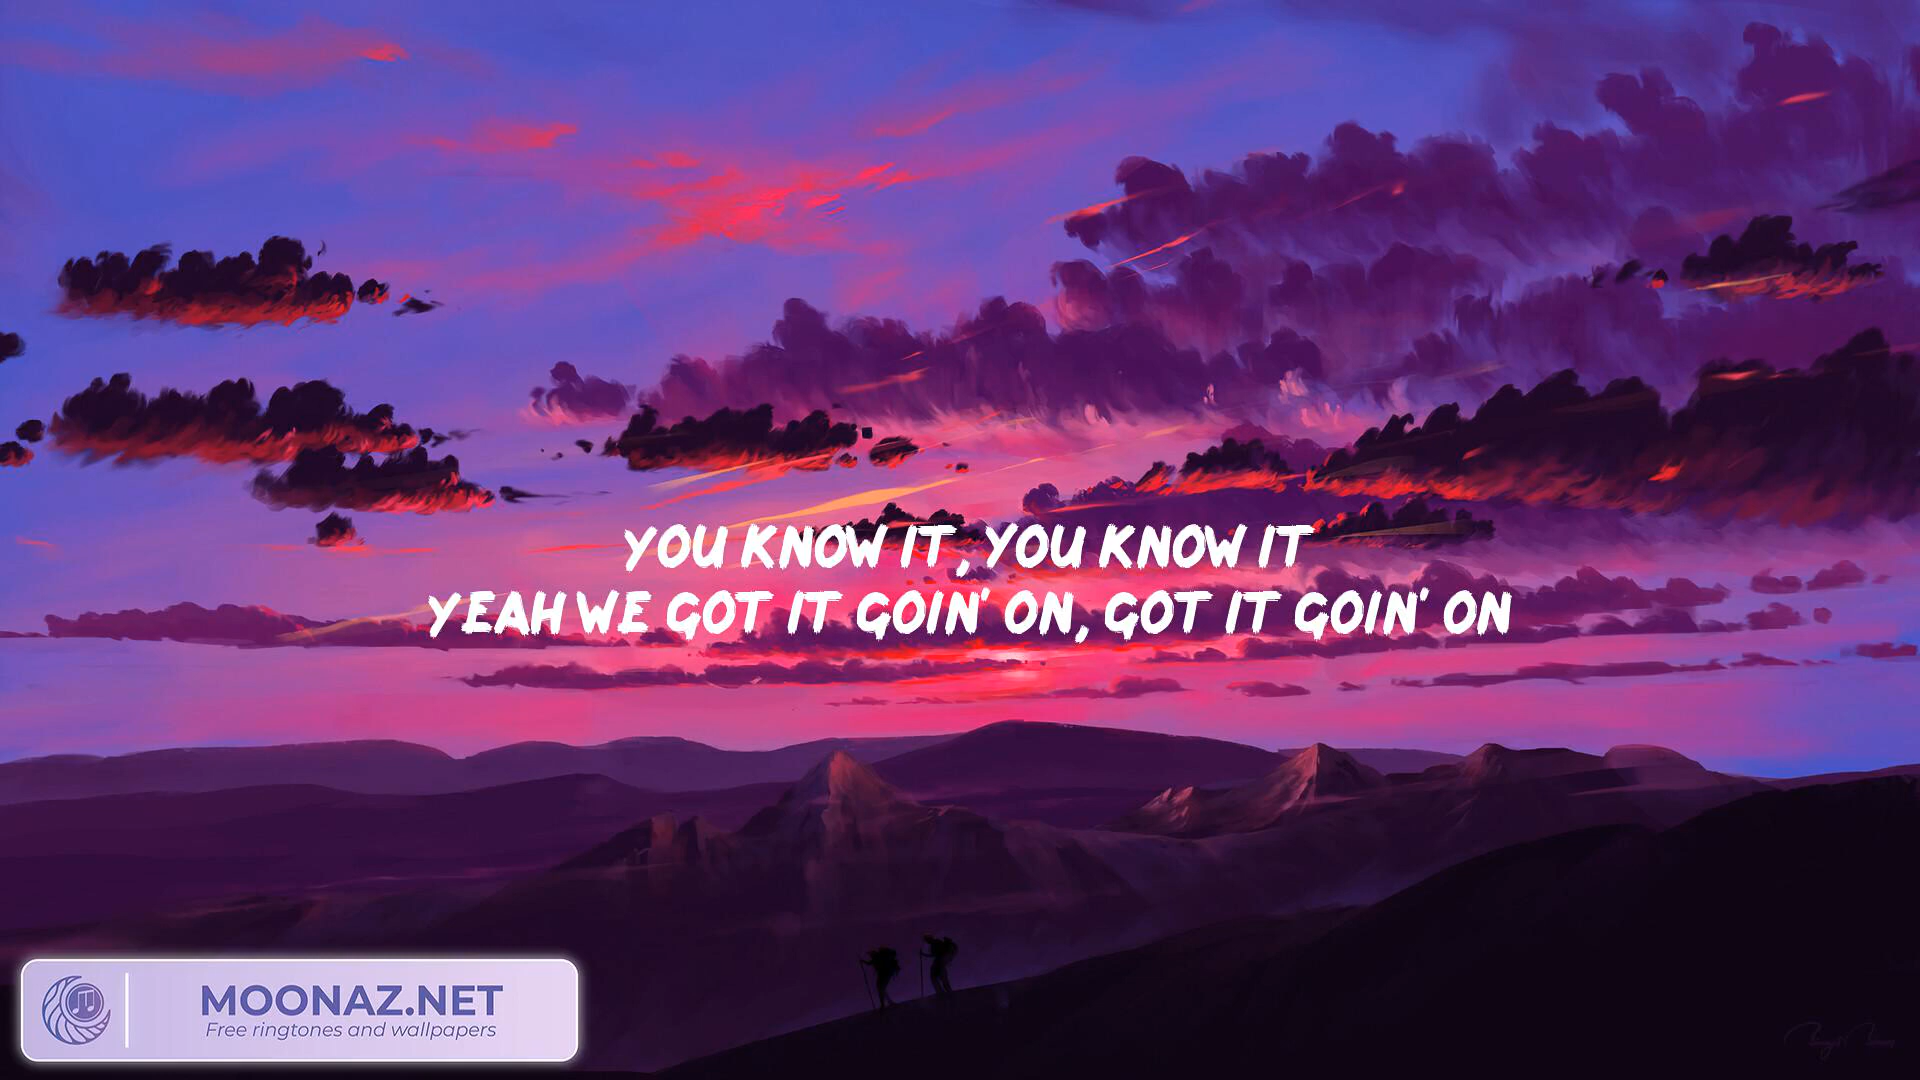 YOU KNOW IT, YOU KNOW IT
YEAH WE GOT IT GOIN' ON, GOT IT GOIN' ON
MOONAZ.NET
Free ringtones and wallpapers